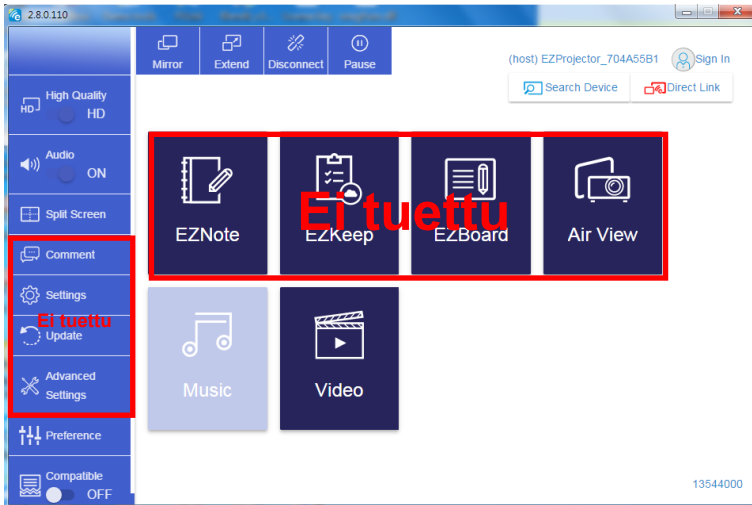 2.8.0.110
Mirror
Extend
Disconnect
Pause
(host) EZProjector_704A55B1
Sign In
Search Device
Direct Link
High Quality
HD
HD
Audio
ON
Split Screen
Comment
Settings
Ei tuettu
Update
Advanced
Settings
Preference
Compatible
OFF
Ei tuettu
EZNote
EZKeep
EZBoard
Air View
Music
Video
13544000